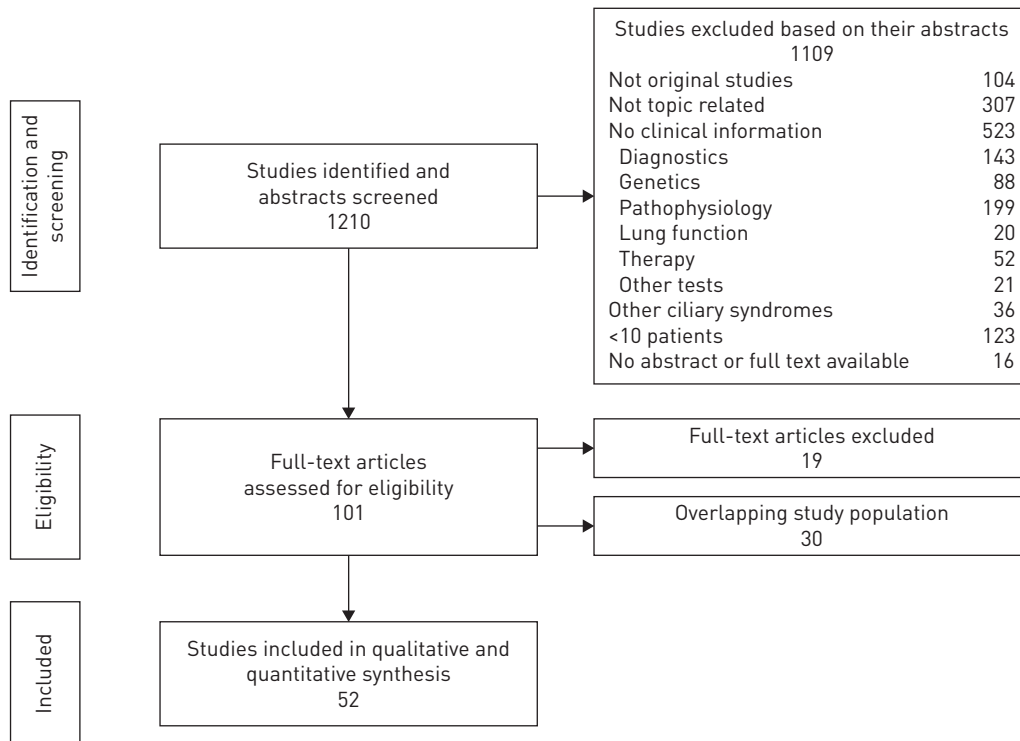 Identification and
screening
Studies identified and
abstracts screened
1210
Studies excluded based on their abstracts
1109
Not original studies 104
Not topic related 307
No clinical information 523
Diagnostics 143
Genetics 88
Pathophysiology 199
Lung function 20
Therapy 52
Other tests 21
Other ciliary syndromes 36
<10 patients 123
No abstract or full text available 16
Eligibility
Full-text articles
assessed for eligibility
101
Full-text articles excluded
19
Overlapping study population
30
Included
Studies included in qualitative and
quantitative synthesis
52